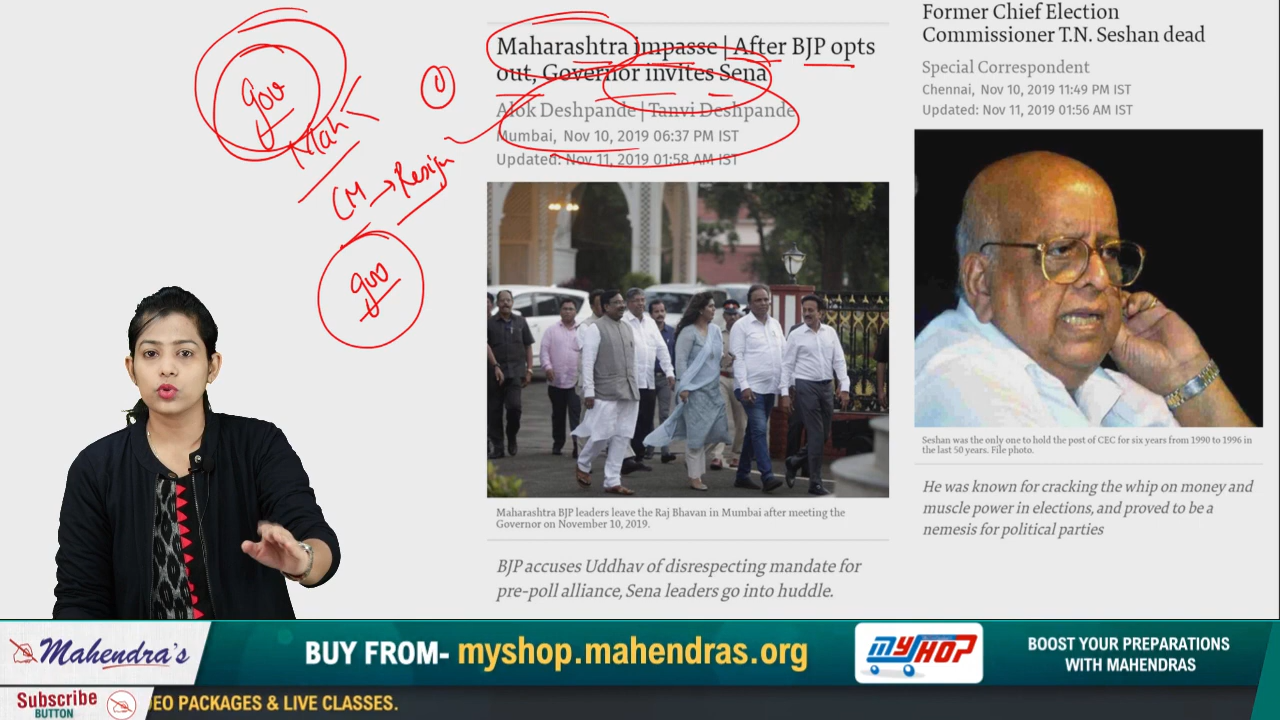 Gov
Mah
CM → Resign
Gov
Maharashtra impasse | After BJP opts
out, Governor invites Sena
Alok Deshpande | Tanvi Deshpande
Mumbai, Nov 10, 2019 06:37 PM IST
Updated: Nov 11, 2019 01:58 AM IST
Maharashtra BJP leaders leave the Raj Bhavan in Mumbai after meeting the
Governor on November 10, 2019.
BJP accuses Uddhav of disrespecting mandate for
pre-poll alliance, Sena leaders go into huddle.
Former Chief Election
Commissioner T.N. Seshan dead
Special Correspondent
Chennai, Nov 10, 2019 11:49 PM IST
Updated: Nov 11, 2019 01:56 AM IST
Seshan was the only one to hold the post of CEC for six years from 1990 to 1996 in
the last 50 years. File photo.
He was known for cracking the whip on money and
muscle power in elections, and proved to be a
nemesis for political parties
Mahendra's
BUY FROM- myshop.mahendras.org
MYSHOP
BOOST YOUR PREPARATIONS
WITH MAHENDRAS
Subscribe
BUTTON
DEO PACKAGES & LIVE CLASSES.